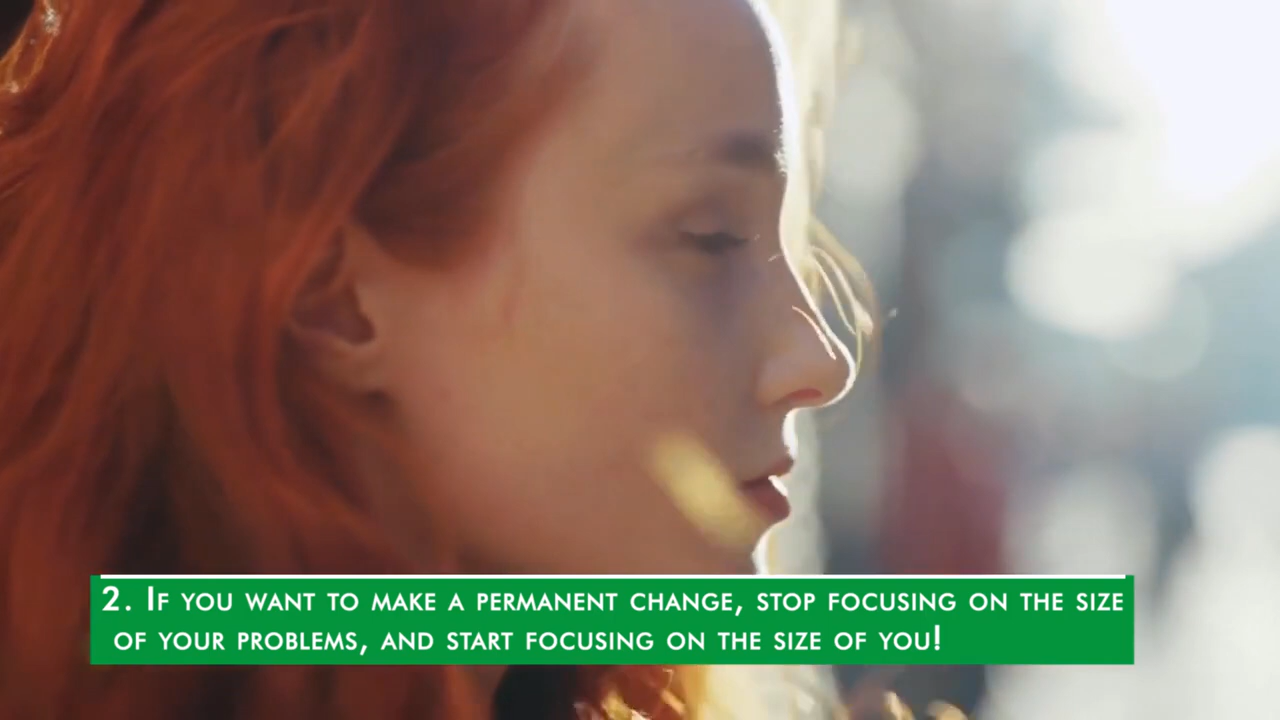 2. If you want to make a permanent change, stop focusing on the size
of your problems, and start focusing on the size of you!